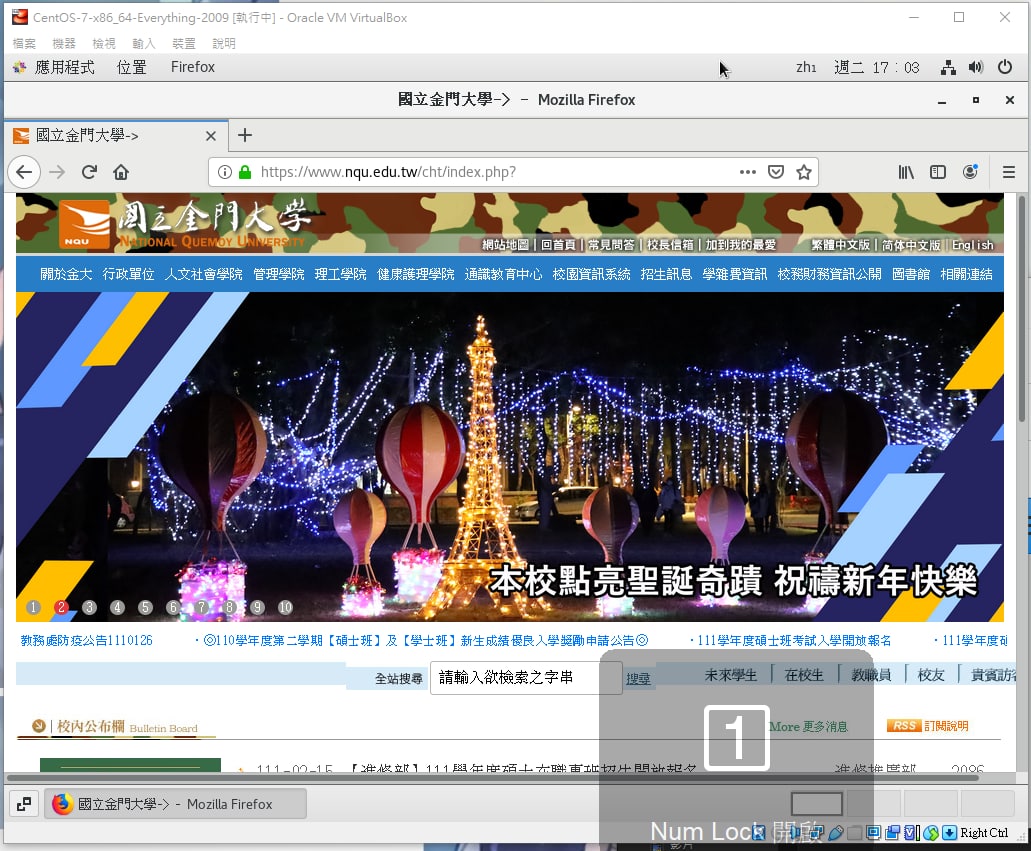 CentOS-7-x86_64-Everything-2009 [執行中] - Oracle VM VirtualBox
檔案 機器 檢視 輸入 裝置 說明
應用程式 位置 Firefox zh1 週二 17：03
國立金門大學-> - Mozilla Firefox
國立金門大學->
https://www.nqu.edu.tw/cht/index.php?
國立金門大學
NQU NATIONAL QUEMOY UNIVERSITY
網站地圖 | 回首頁 | 常見問答 | 校長信箱 | 加到我的最愛 繁體中文版 | 简体中文版 | English
關於金大 行政單位 人文社會學院 管理學院 理工學院 健康護理學院 通識教育中心 校園資訊系統 招生訊息 學雜費資訊 校務財務資訊公開 圖書館 相關連結
本校點亮聖誕奇蹟 祝禱新年快樂
1 2 3 4 5 6 7 8 9 10
教務處防疫公告1110126 ・◎110學年度第二學期【碩士班】及【學士班】新生成績優良入學獎勵申請公告◎ ・111學年度碩士班考試入學開放報名 ・111學年度碩
全站搜尋 請輸入欲檢索之字串 搜尋 未來學生 | 在校生 | 教職員 | 校友 | 貴賓訪客
校內公布欄 Bulletin Board More 更多消息 RSS 訂閱說明
111-02-15 【進修部】111學年度碩士在職專班招生開放報名 進修推廣部 2086
1
國立金門大學-> - Mozilla Firefox
Num Lock 開啟 Right Ctrl
影片